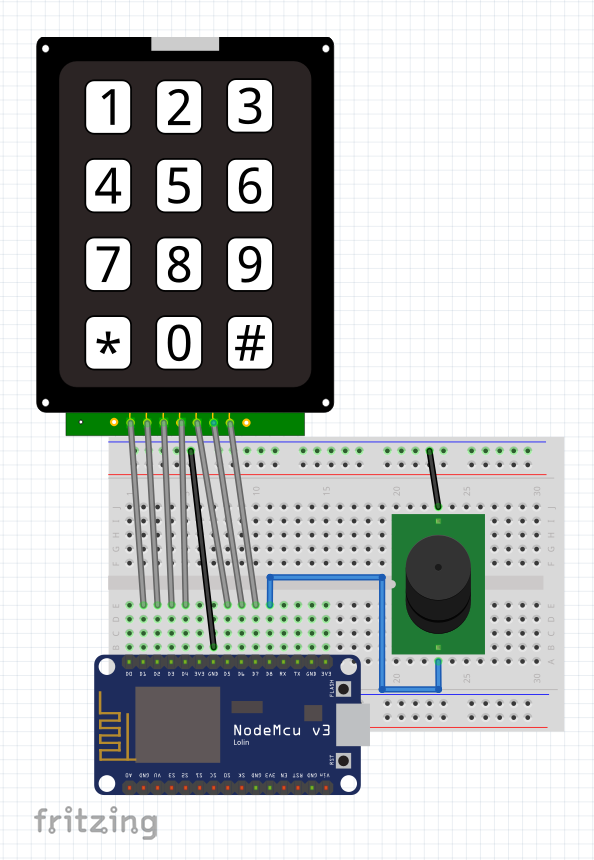 1 2 3
4 5 6
7 8 9
* 0 #
1 10 15 20 25 30
J
I
H
G
F
E
D
C
B A
D0 D1 D2 D3 D4 3V3 GND D5 D6 D7 D8 RX TX GND 3V3
20 25 30
FLASH
NodeMcu v3
Lolin
RST
A0 GND VU S3 S2 S1 SC S0 SK GND 3V3 EN RST GND Vin
fritzing